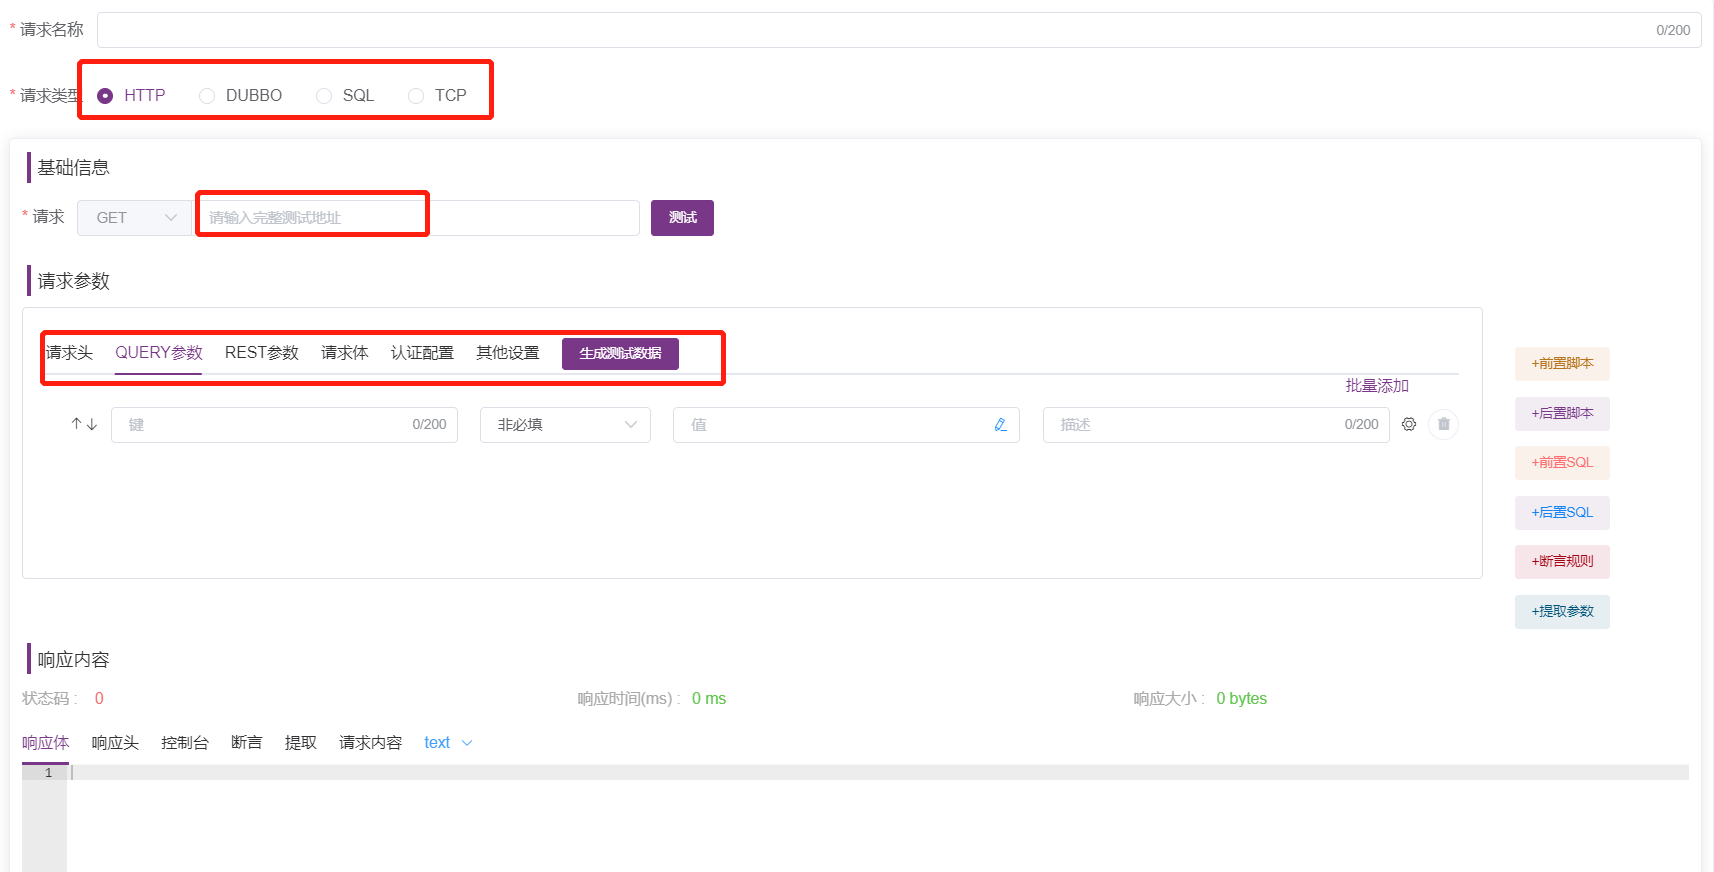 * 请求名称 0/200
* 请求类型 HTTP DUBBO SQL TCP
基础信息
* 请求 GET 请输入完整测试地址 测试
请求参数
请求头 QUERY参数 REST参数 请求体 认证配置 其他设置 生成测试数据
批量添加
键 0/200 非必填 值 描述 0/200
+前置脚本
+后置脚本
+前置SQL
+后置SQL
+断言规则
+提取参数
响应内容
状态码 : 0 响应时间(ms) : 0 ms 响应大小 : 0 bytes
响应体 响应头 控制台 断言 提取 请求内容 text
1